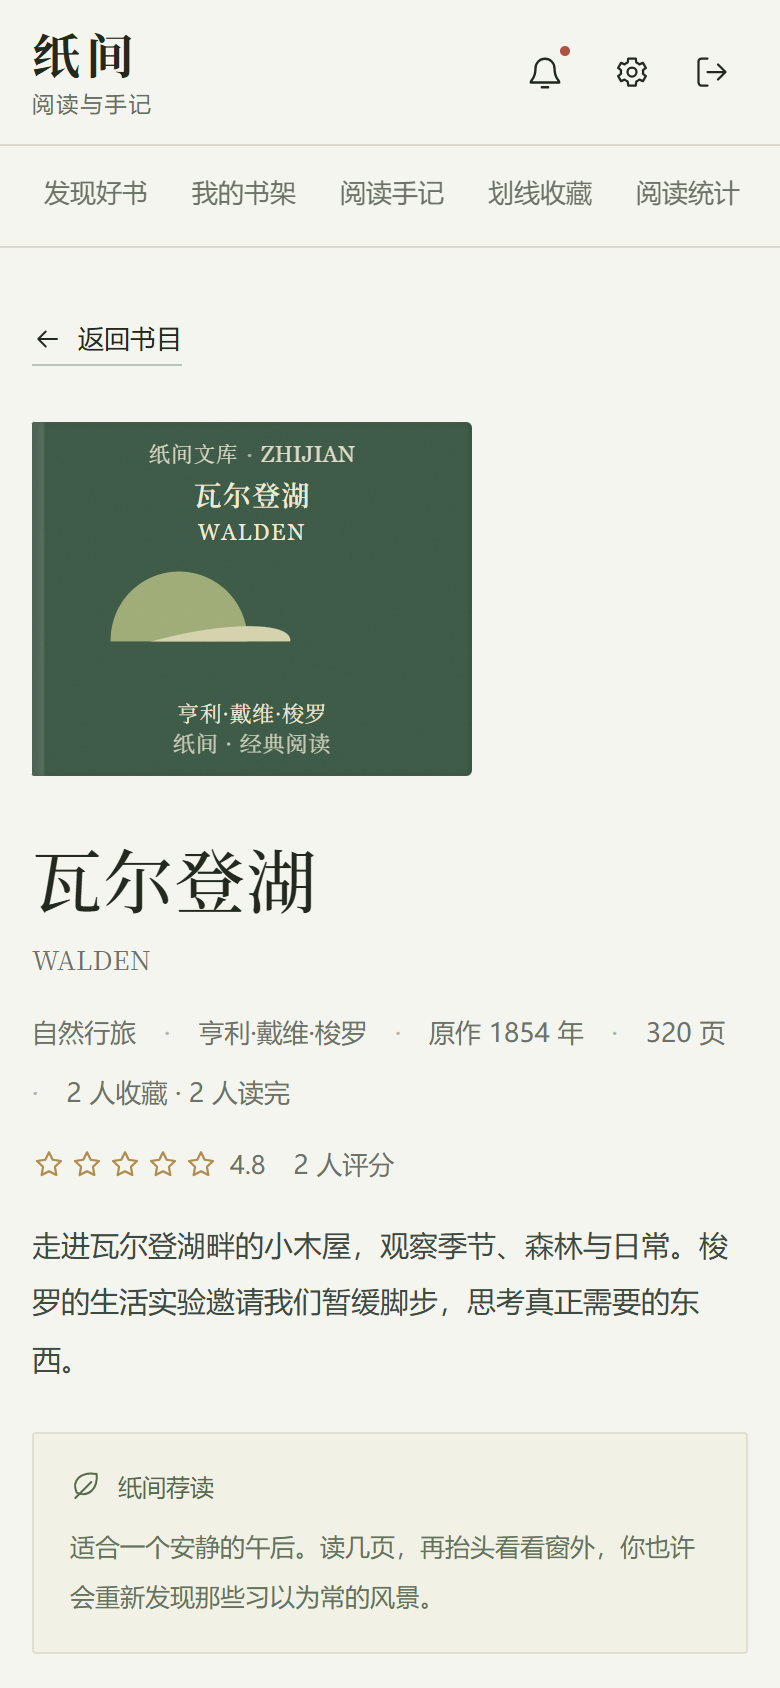 纸间
阅读与手记
发现好书 我的书架 阅读手记 划线收藏 阅读统计
返回书目
纸间文库 · ZHIJIAN
瓦尔登湖
WALDEN
亨利·戴维·梭罗
纸间 · 经典阅读
瓦尔登湖
WALDEN
自然行旅 · 亨利·戴维·梭罗 · 原作 1854 年 · 320 页
· 2 人收藏 · 2 人读完
4.8 2 人评分
走进瓦尔登湖畔的小木屋，观察季节、森林与日常。梭
罗的生活实验邀请我们暂缓脚步，思考真正需要的东
西。
纸间荐读
适合一个安静的午后。读几页，再抬头看看窗外，你也许
会重新发现那些习以为常的风景。